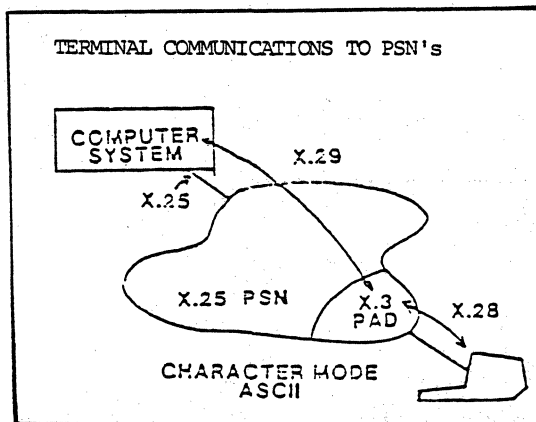 TERMINAL COMMUNICATIONS TO PSN's
COMPUTER
SYSTEM
X.29
X.25
X.25 PSN
X.3
PAD
X.28
CHARACTER MODE
ASCII